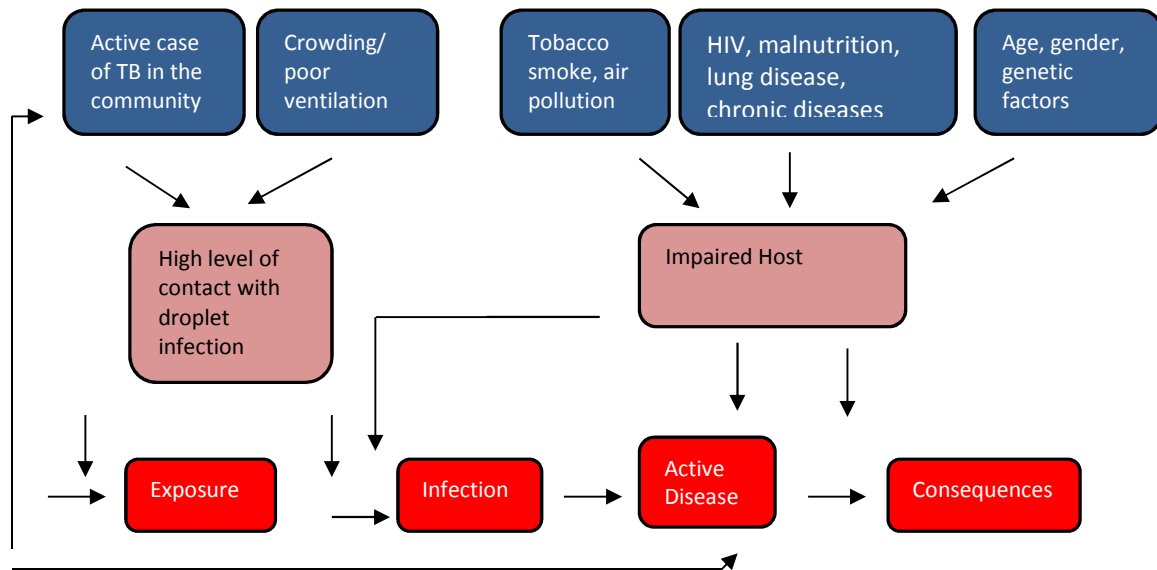 Active case
of TB in the
community
Crowding/
poor
ventilation
Tobacco
smoke, air
pollution
HIV, malnutrition,
lung disease,
chronic diseases
Age, gender,
genetic
factors
High level of
contact with
droplet
infection
Impaired Host
Exposure
Infection
Active
Disease
Consequences